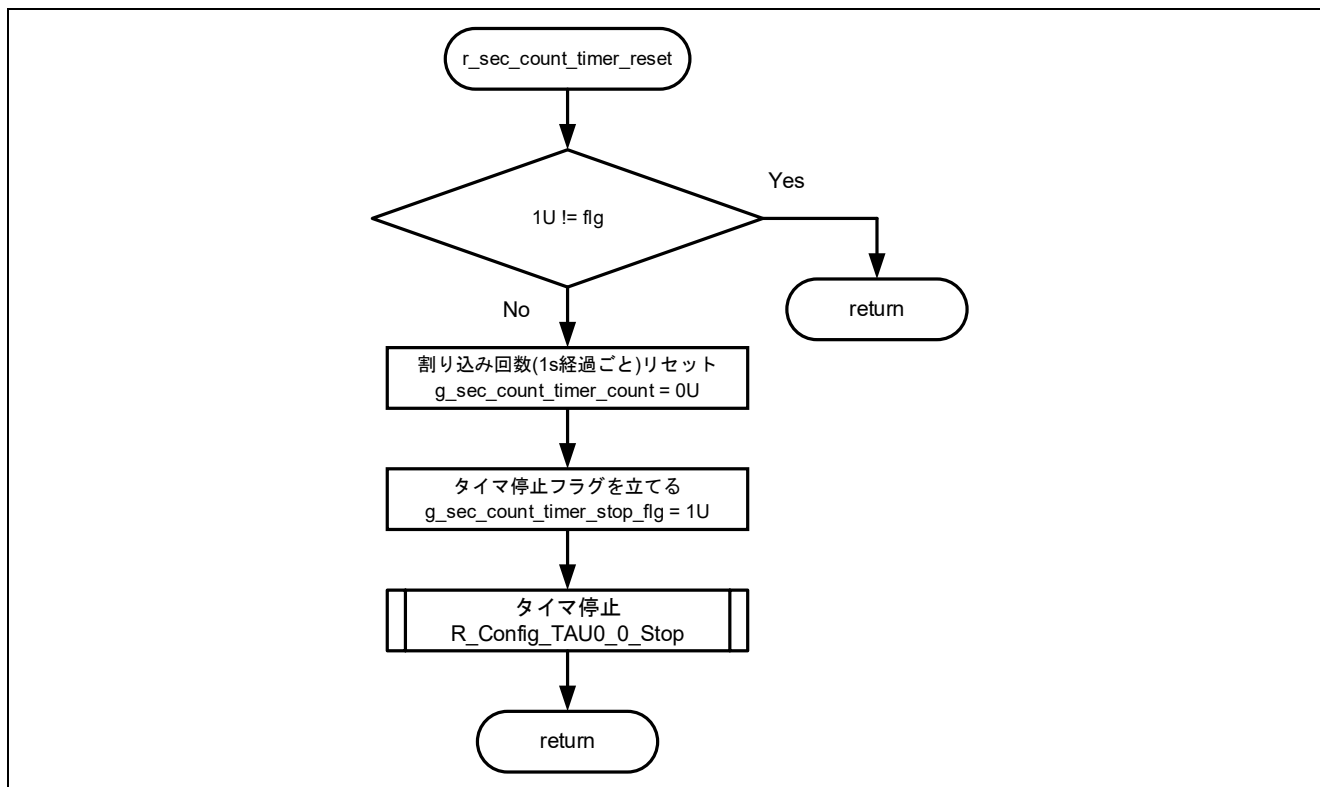 r_sec_count_timer_reset
1U != flg
Yes
return
No
割り込み回数(1s経過ごと)リセット
g_sec_count_timer_count = 0U
タイマ停止フラグを立てる
g_sec_count_timer_stop_flg = 1U
タイマ停止
R_Config_TAU0_0_Stop
return